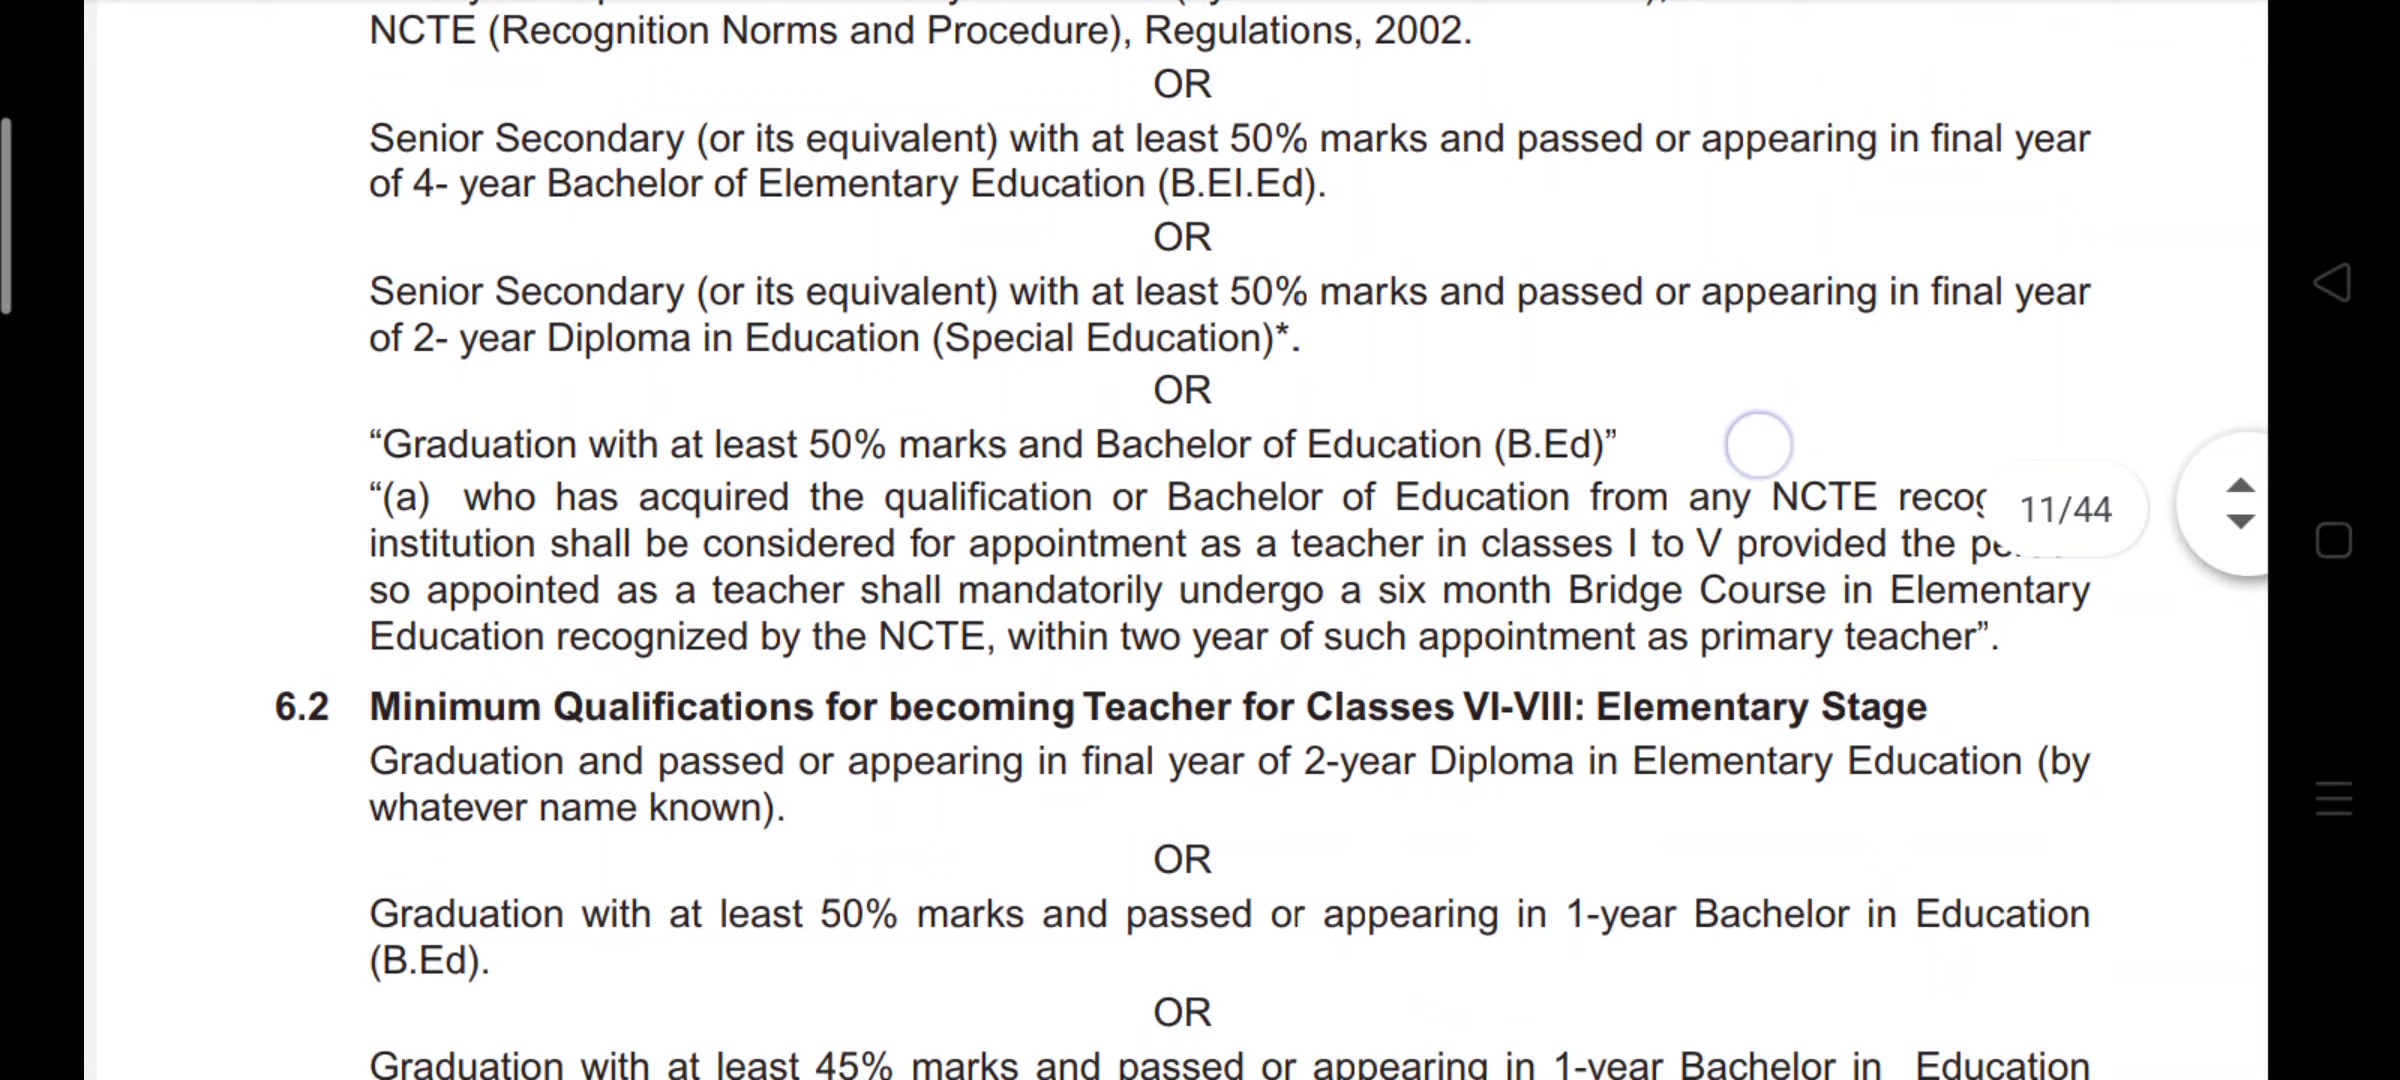 NCTE (Recognition Norms and Procedure), Regulations, 2002.
OR
Senior Secondary (or its equivalent) with at least 50% marks and passed or appearing in final year
of 4- year Bachelor of Elementary Education (B.El.Ed).
OR
Senior Secondary (or its equivalent) with at least 50% marks and passed or appearing in final year
of 2- year Diploma in Education (Special Education)*.
OR
“Graduation with at least 50% marks and Bachelor of Education (B.Ed)”
“(a) who has acquired the qualification or Bachelor of Education from any NCTE
11/44
institution shall be considered for appointment as a teacher in classes I to V provided the
so appointed as a teacher shall mandatorily undergo a six month Bridge Course in Elementary
Education recognized by the NCTE, within two year of such appointment as primary teacher”.
6.2 Minimum Qualifications for becoming Teacher for Classes VI-VIII: Elementary Stage
Graduation and passed or appearing in final year of 2-year Diploma in Elementary Education (by
whatever name known).
OR
Graduation with at least 50% marks and passed or appearing in 1-year Bachelor in Education
(B.Ed).
OR
Graduation with at least 45% marks and passed or appearing in 1-year Bachelor in Education